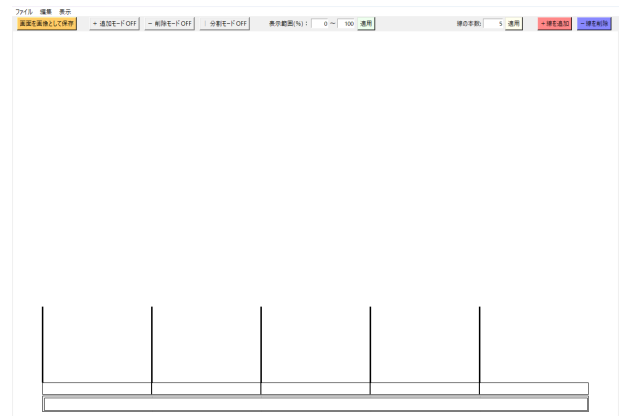 ファイル 編集 表示
画面を画像として保存 + 追加モードOFF − 削除モードOFF | 分割モードOFF 表示範囲(%)： 0 ～ 100 適用 線の本数: 5 適用 + 線を追加 − 線を削除